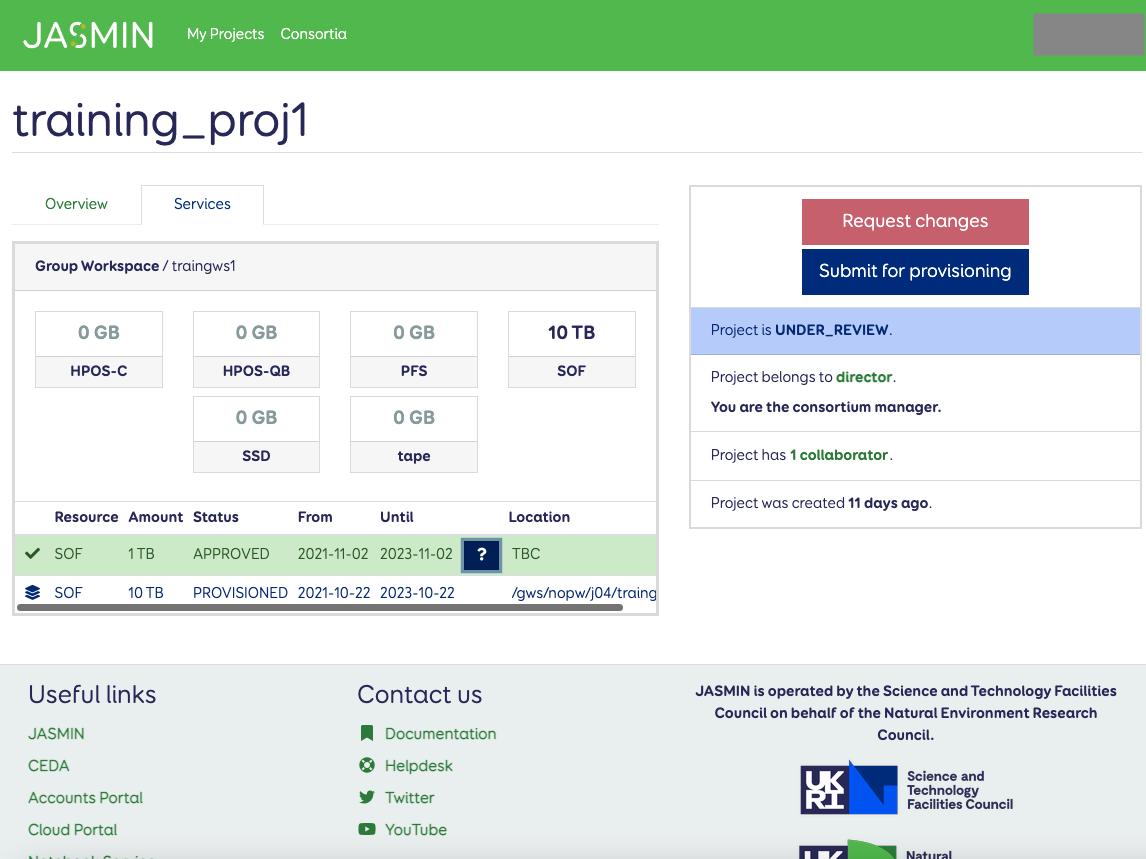 JASMIN My Projects Consortia
training_proj1
Overview Services
Group Workspace / traingws1
0 GB 0 GB 0 GB 10 TB
HPOS-C HPOS-QB PFS SOF
0 GB 0 GB
SSD tape
Resource Amount Status From Until Location
SOF 1 TB APPROVED 2021-11-02 2023-11-02 ? TBC
SOF 10 TB PROVISIONED 2021-10-22 2023-10-22 /gws/nopw/j04/traing
Request changes
Submit for provisioning
Project is UNDER_REVIEW.
Project belongs to director.
You are the consortium manager.
Project has 1 collaborator.
Project was created 11 days ago.
Useful links
JASMIN
CEDA
Accounts Portal
Cloud Portal
Notebook Service
Contact us
Documentation
Helpdesk
Twitter
YouTube
JASMIN is operated by the Science and Technology Facilities
Council on behalf of the Natural Environment Research
Council.
UK
RI
Science and
Technology
Facilities Council
UK
Natural